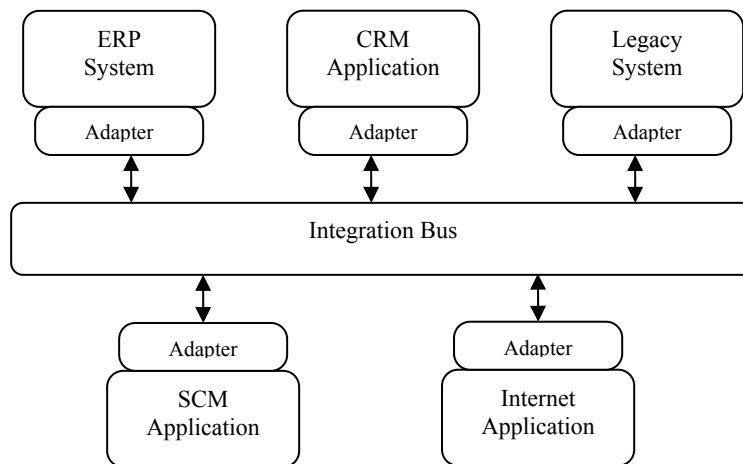 ERP
System
CRM
Application
Legacy
System
Adapter
Adapter
Adapter
Integration Bus
Adapter
Adapter
SCM
Application
Internet
Application